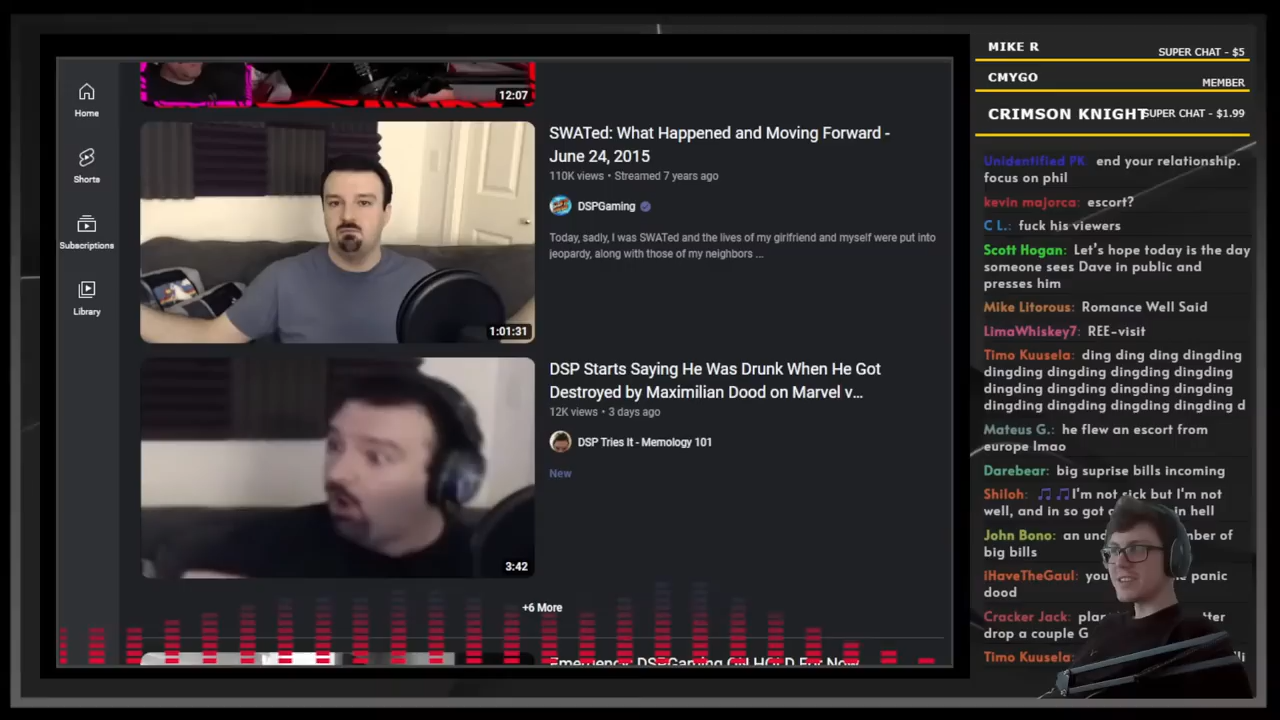 12:07
Home
Shorts
Subscriptions
Library
SWATed: What Happened and Moving Forward -
June 24, 2015
110K views • Streamed 7 years ago
DSPGaming
Today, sadly, I was SWATed and the lives of my girlfriend and myself were put into
jeopardy, along with those of my neighbors ...
1:01:31
DSP Starts Saying He Was Drunk When He Got
Destroyed by Maximilian Dood on Marvel v...
12K views • 3 days ago
DSP Tries It - Memology 101
New
3:42
+6 More
Emergency: DSPGaming ON HOLD For Now
MIKE R SUPER CHAT - $5
CMYGO MEMBER
CRIMSON KNIGHT SUPER CHAT - $1.99
Unidentified PK: end your relationship.
focus on phil
kevin majorca: escort?
C L.: fuck his viewers
Scott Hogan: Let's hope today is the day
someone sees Dave in public and
presses him
Mike Litorous: Romance Well Said
LimaWhiskey7: REE-visit
Timo Kuusela: ding ding ding dingding
dingding dingding dingding dingding
dingding dingding dingding dingding
dingding dingding dingding dingding d
Mateus G.: he flew an escort from
europe lmao
Darebear: big suprise bills incoming
Shiloh: 🎵 🎵I'm not sick but I'm not
well, and in so got in hell
John Bono: an of
big bills
iHaveTheGaul: panic
dood
Cracker Jack:
drop a couple G
Timo Kuusela: